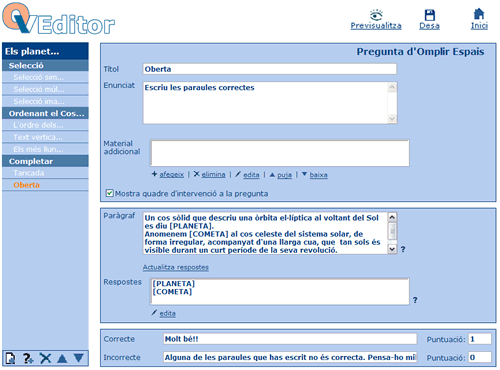 QVEditor
Previsualitza Desa Inici
Els planet...
Selecció
Selecció sim...
Selecció múl...
Selecció ima...
Ordenant el Cos...
L'ordre dels...
Text vertica...
Els més llun...
Completar
Tancada
Oberta
Pregunta d'Omplir Espais
Títol Oberta
Enunciat Escriu les paraules correctes
Material addicional
afegeix | elimina | edita | puja | baixa
Mostra quadre d'intervenció a la pregunta
Paràgraf
Un cos sòlid que descriu una òrbita el·líptica al voltant del Sol
es diu [PLANETA].
Anomenem [COMETA] al cos celeste del sistema solar, de
forma irregular, acompanyat d'una llarga cua, que tan sols és
visible durant un curt període de la seva revolució.
?
Actualitza respostes
Respostes [PLANETA]
[COMETA]
?
edita
Correcte Molt bé!! Puntuació: 1
Incorrecte Alguna de les paraules que has escrit no és correcta. Pensa-ho mil Puntuació: 0